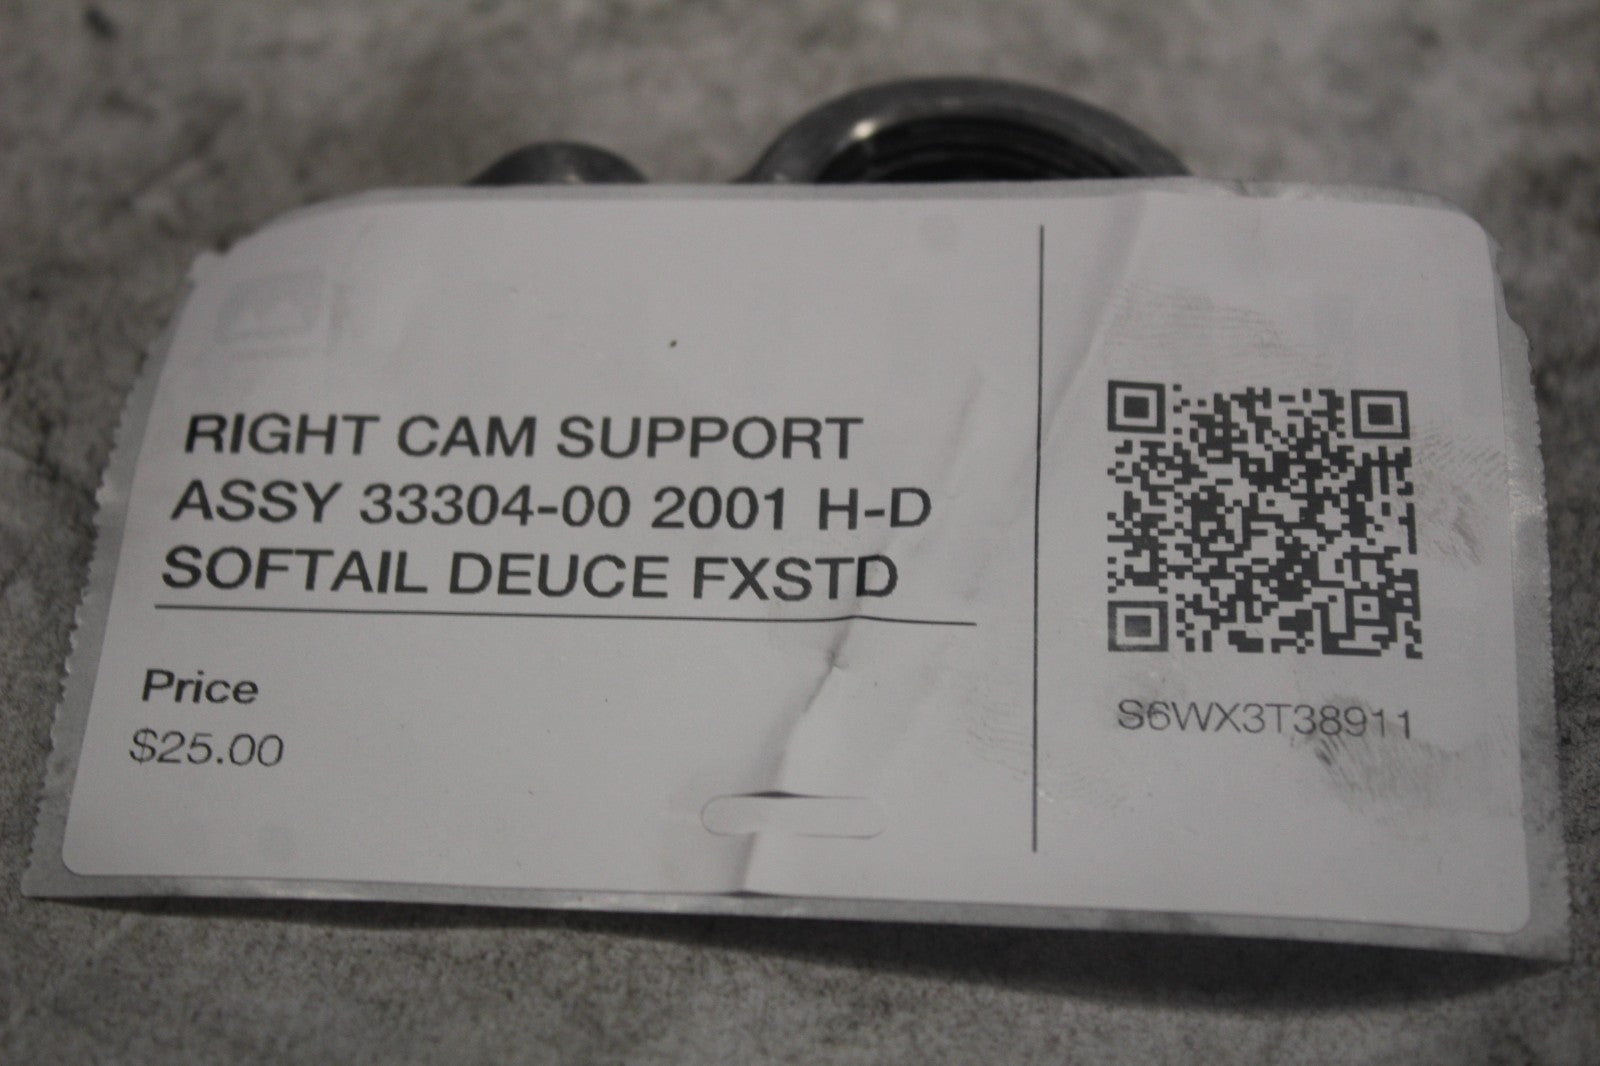 RIGHT CAM SUPPORT
ASSY 33304-00 2001 H-D
SOFTAIL DEUCE FXSTD
Price
$25.00
S6WX3T38911